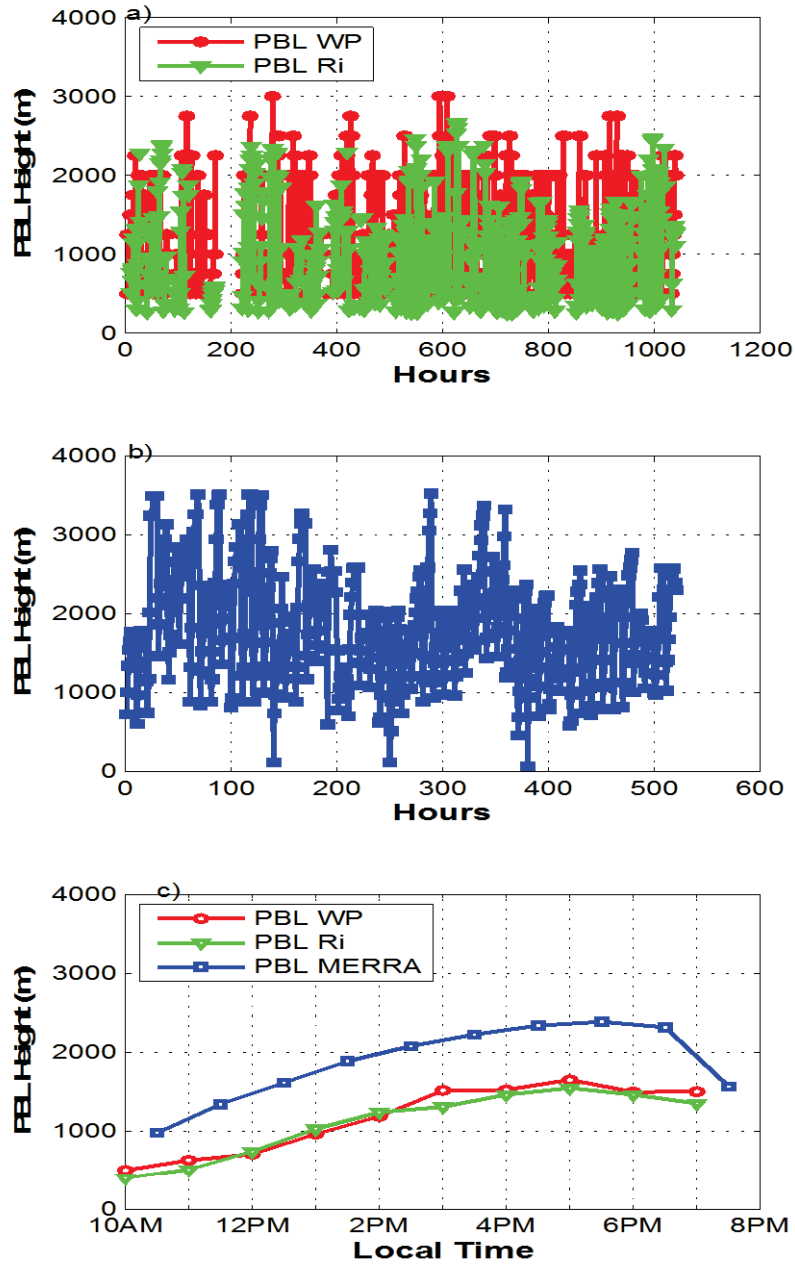 a)
4000
3000
2000
1000
0
PBL Height (m)
PBL WP
PBL Ri
0 200 400 600 800 1000 1200
Hours
b)
4000
3000
2000
1000
0
PBL Height (m)
0 100 200 300 400 500 600
Hours
c)
4000
3000
2000
1000
0
PBL Height (m)
PBL WP
PBL Ri
PBL MERRA
10AM 12PM 2PM 4PM 6PM 8PM
Local Time